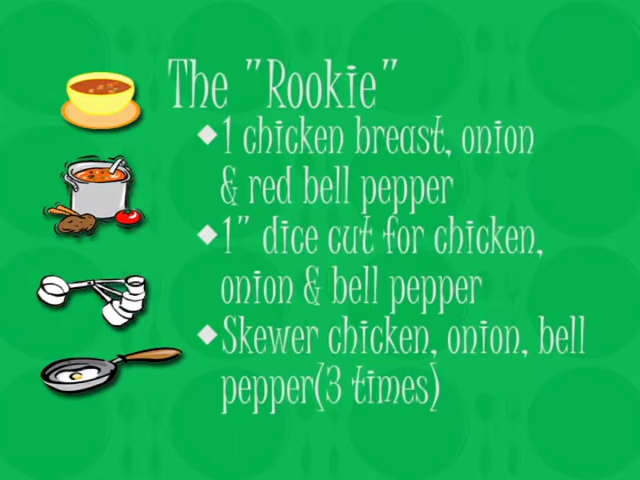 The "Rookie"
◆1 chicken breast, onion
& red bell pepper
◆1" dice cut for chicken,
onion & bell pepper
◆Skewer chicken, onion, bell
pepper(3 times)